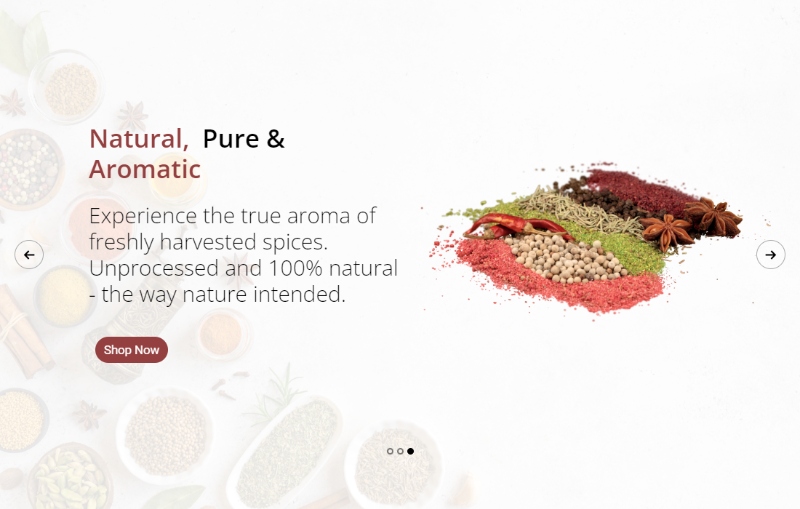 Natural, Pure &
Aromatic
Experience the true aroma of
freshly harvested spices.
Unprocessed and 100% natural
- the way nature intended.
Shop Now